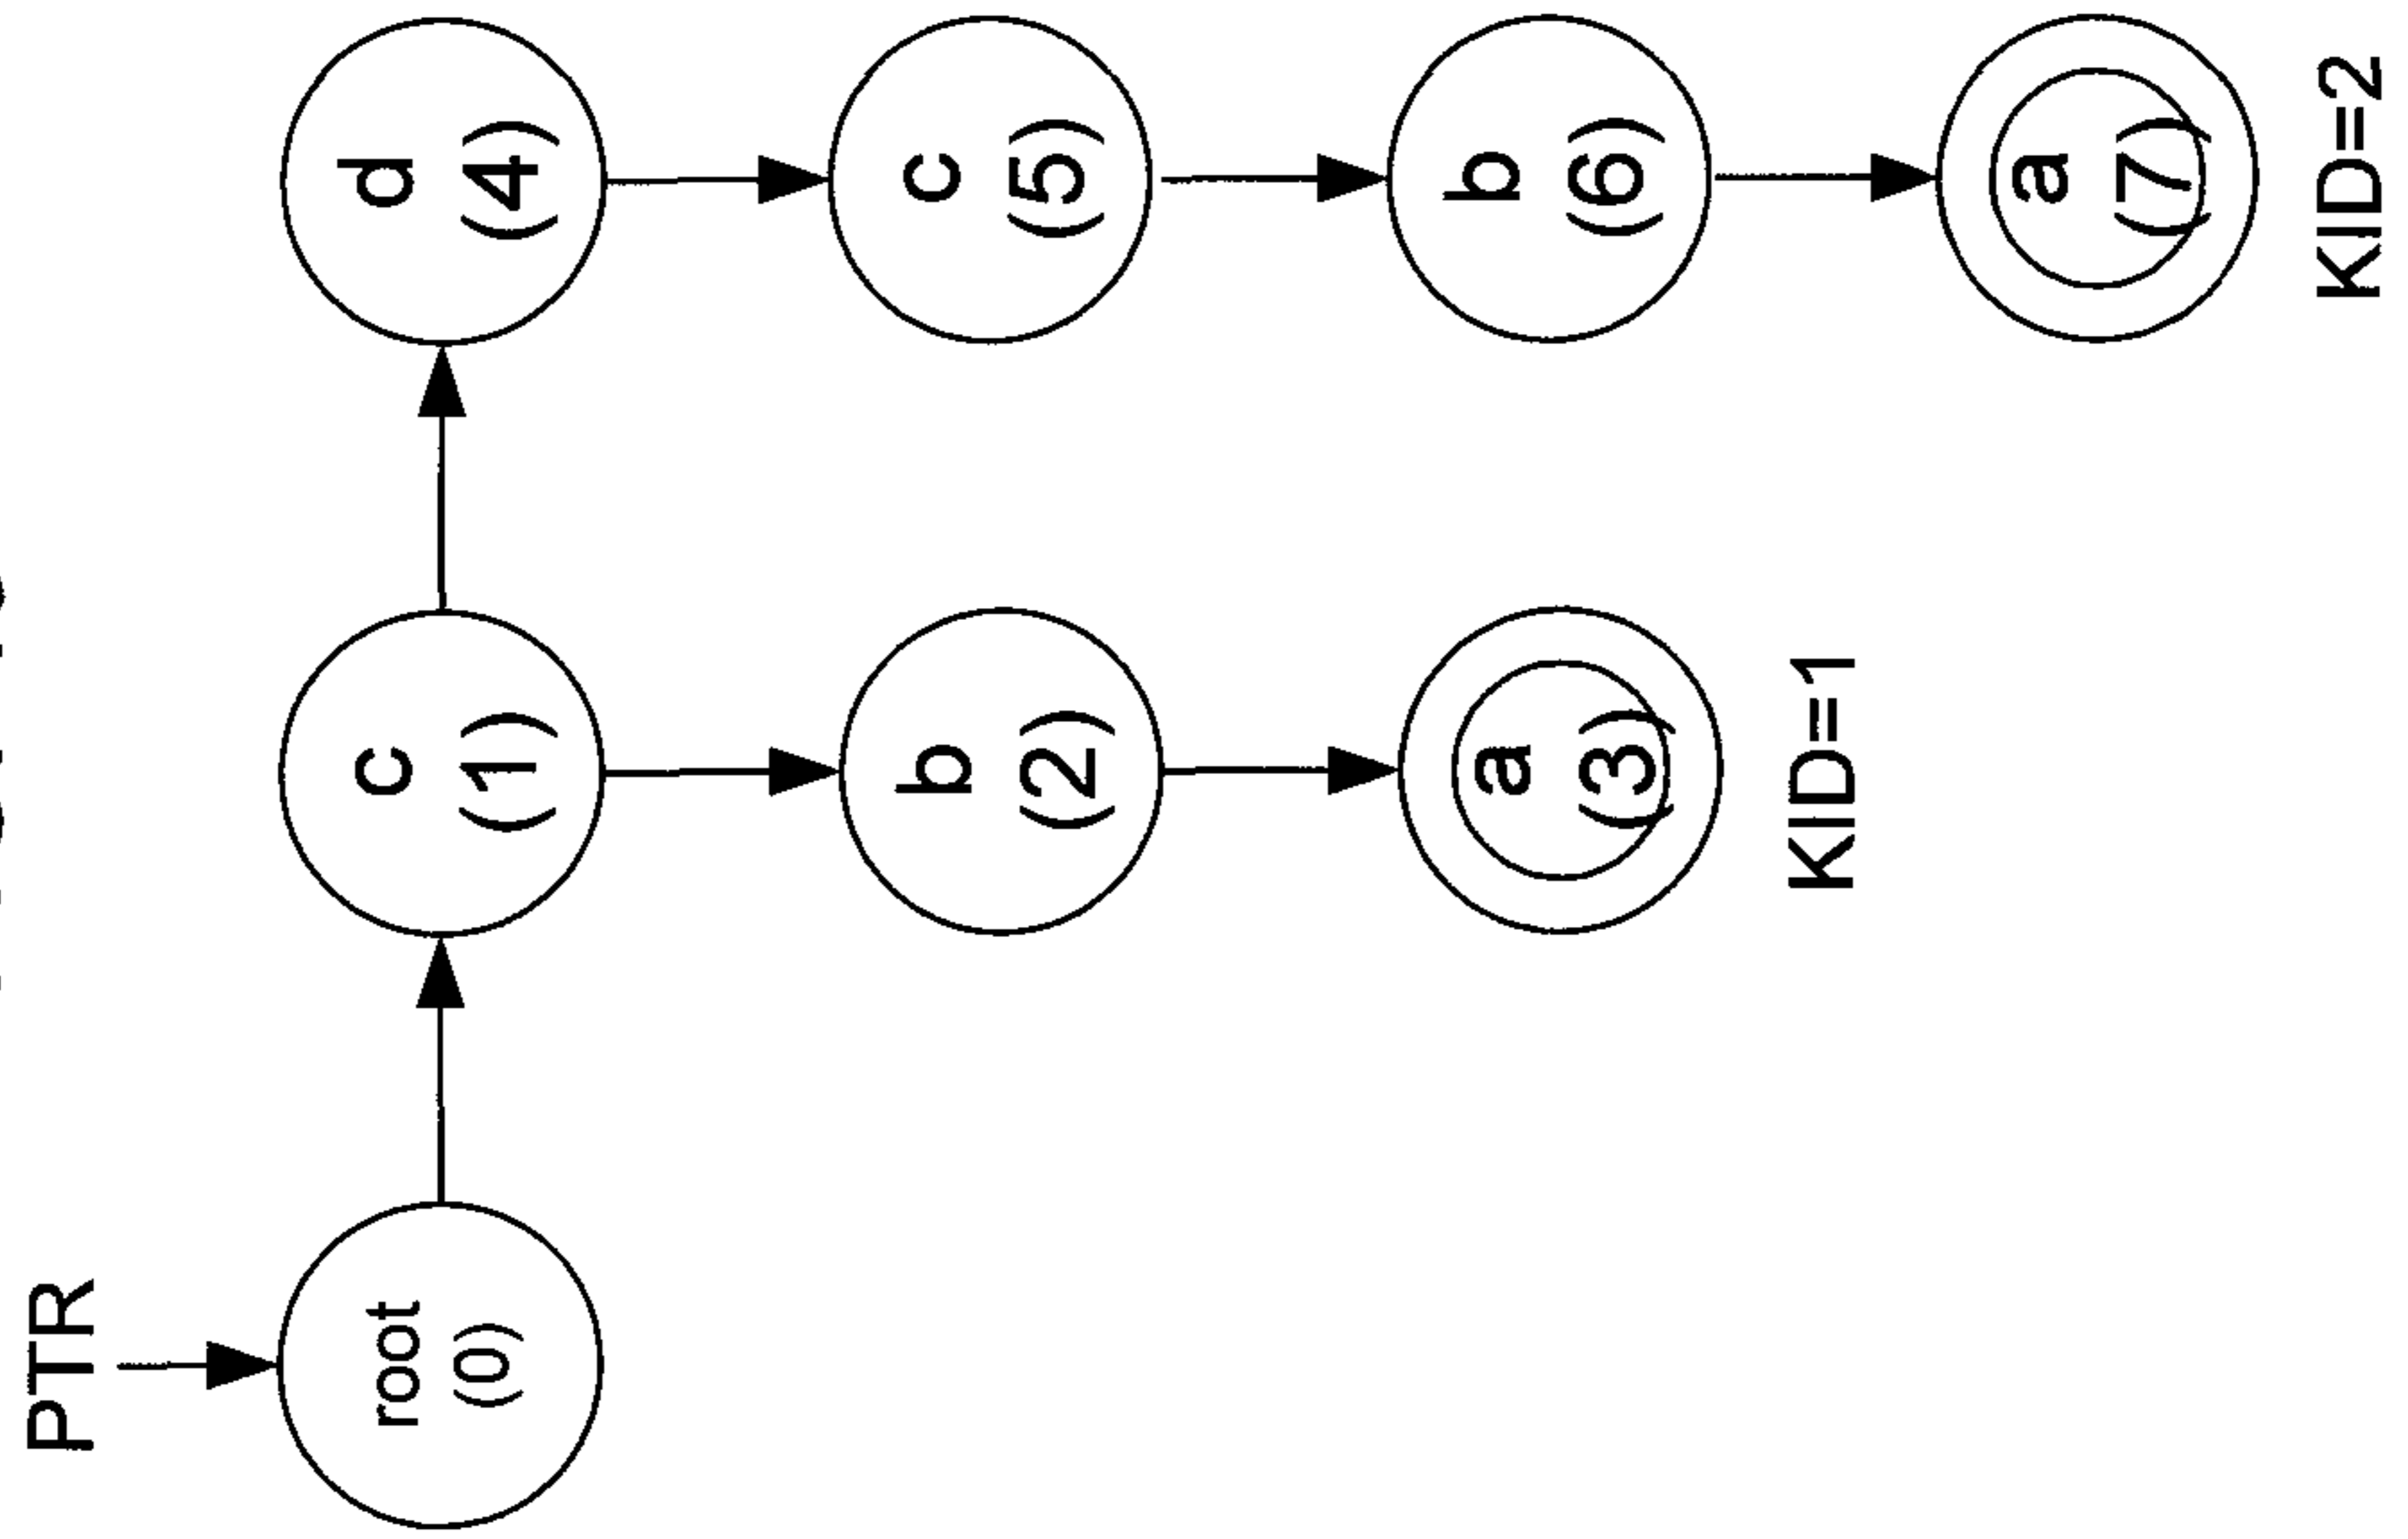 PTR
root
(0)
c
(1)
d
(4)
b
(2)
c
(5)
a
(3)
b
(6)
KID=1
a
(7)
KID=2